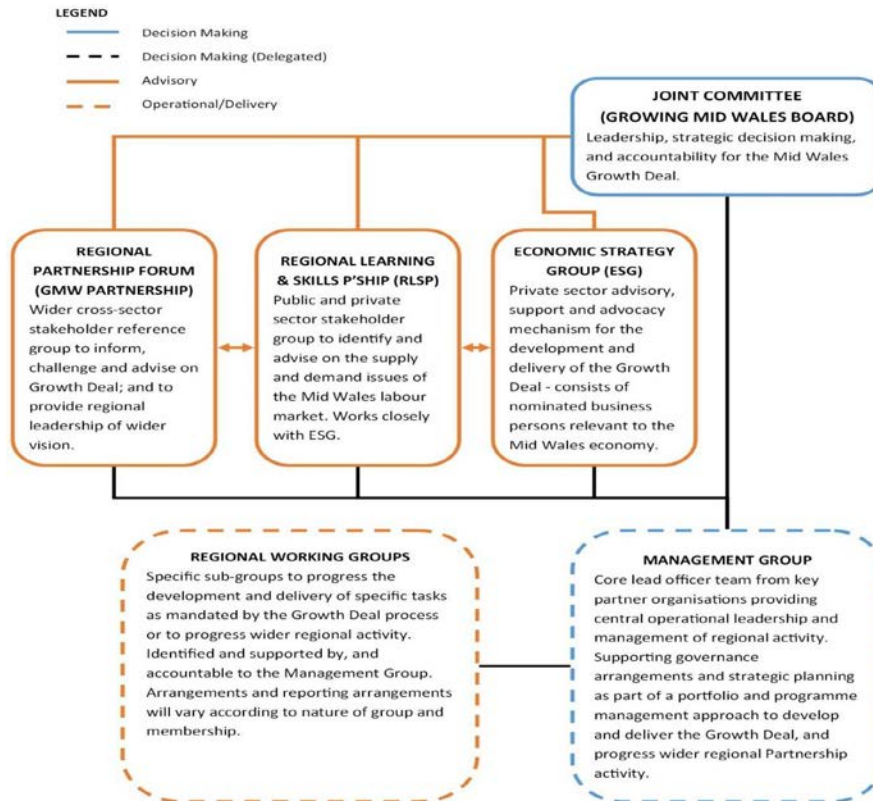 LEGEND
Decision Making
Decision Making (Delegated)
Advisory
Operational/Delivery
JOINT COMMITTEE
(GROWING MID WALES BOARD)
Leadership, strategic decision making,
and accountability for the Mid Wales
Growth Deal.
REGIONAL
PARTNERSHIP FORUM
(GMW PARTNERSHIP)
Wider cross-sector
stakeholder reference
group to inform,
challenge and advise on
Growth Deal; and to
provide regional
leadership of wider
vision.
REGIONAL LEARNING
& SKILLS P'SHIP (RLSP)
Public and private
sector stakeholder
group to identify and
advise on the supply
and demand issues of
the Mid Wales labour
market. Works closely
with ESG.
ECONOMIC STRATEGY
GROUP (ESG)
Private sector advisory,
support and advocacy
mechanism for the
development and
delivery of the Growth
Deal - consists of
nominated business
persons relevant to the
Mid Wales economy.
REGIONAL WORKING GROUPS
Specific sub-groups to progress the
development and delivery of specific tasks
as mandated by the Growth Deal process
or to progress wider regional activity.
Identified and supported by, and
accountable to the Management Group.
Arrangements and reporting arrangements
will vary according to nature of group and
membership.
MANAGEMENT GROUP
Core lead officer team from key
partner organisations providing
central operational leadership and
management of regional activity.
Supporting governance
arrangements and strategic planning
as part of a portfolio and programme
management approach to develop
and deliver the Growth Deal, and
progress wider regional Partnership
activity.